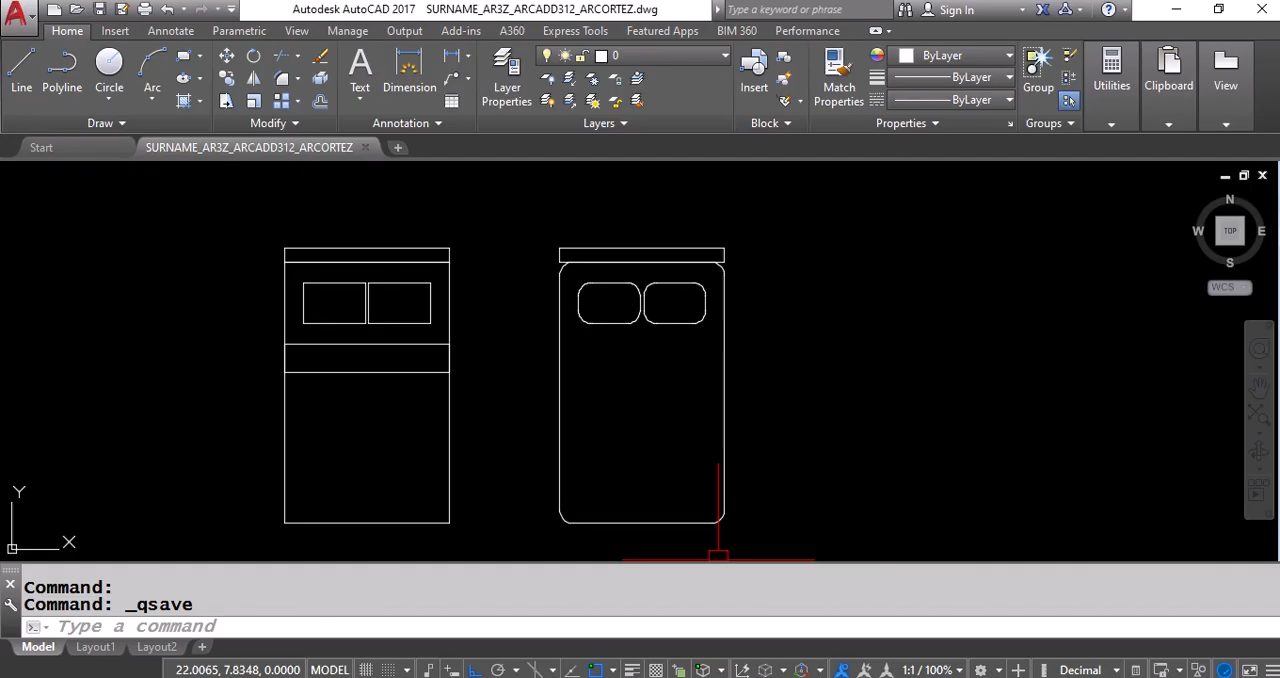 Autodesk AutoCAD 2017 SURNAME_AR3Z_ARCADD312_ARCORTEZ.dwg
Type a keyword or phrase
Sign In
Home Insert Annotate Parametric View Manage Output Add-ins A360 Express Tools Featured Apps BIM 360 Performance
0
ByLayer
ByLayer
ByLayer
Line Polyline Circle Arc
Text Dimension
Layer Properties
Insert
Match Properties
Group
Utilities
Clipboard
View
Draw Modify Annotation Layers Block Properties Groups
Start SURNAME_AR3Z_ARCADD312_ARCORTEZ
N
W TOP E
S
WCS
Y
X
Command:
Command: _qsave
Type a command
Model Layout1 Layout2
22.0065, 7.8348, 0.0000 MODEL 1:1 / 100% Decimal